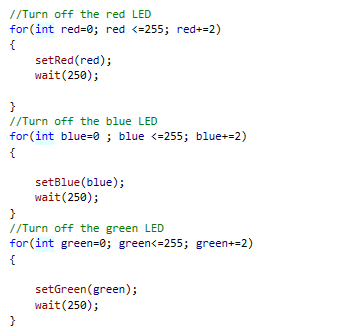 //Turn off the red LED
for(int red=0; red <=255; red+=2)
{
    setRed(red);
    wait(250);

}
//Turn off the blue LED
for(int blue=0 ; blue <=255; blue+=2)
{

    setBlue(blue);
    wait(250);
}
//Turn off the green LED
for(int green=0; green<=255; green+=2)
{

    setGreen(green);
    wait(250);
}